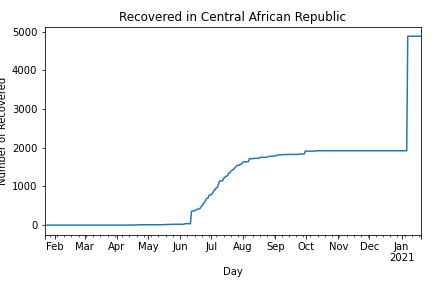 Recovered in Central African Republic
Number of Recovered
5000
4000
3000
2000
1000
0
Feb Mar Apr May Jun Jul Aug Sep Oct Nov Dec Jan
2021
Day